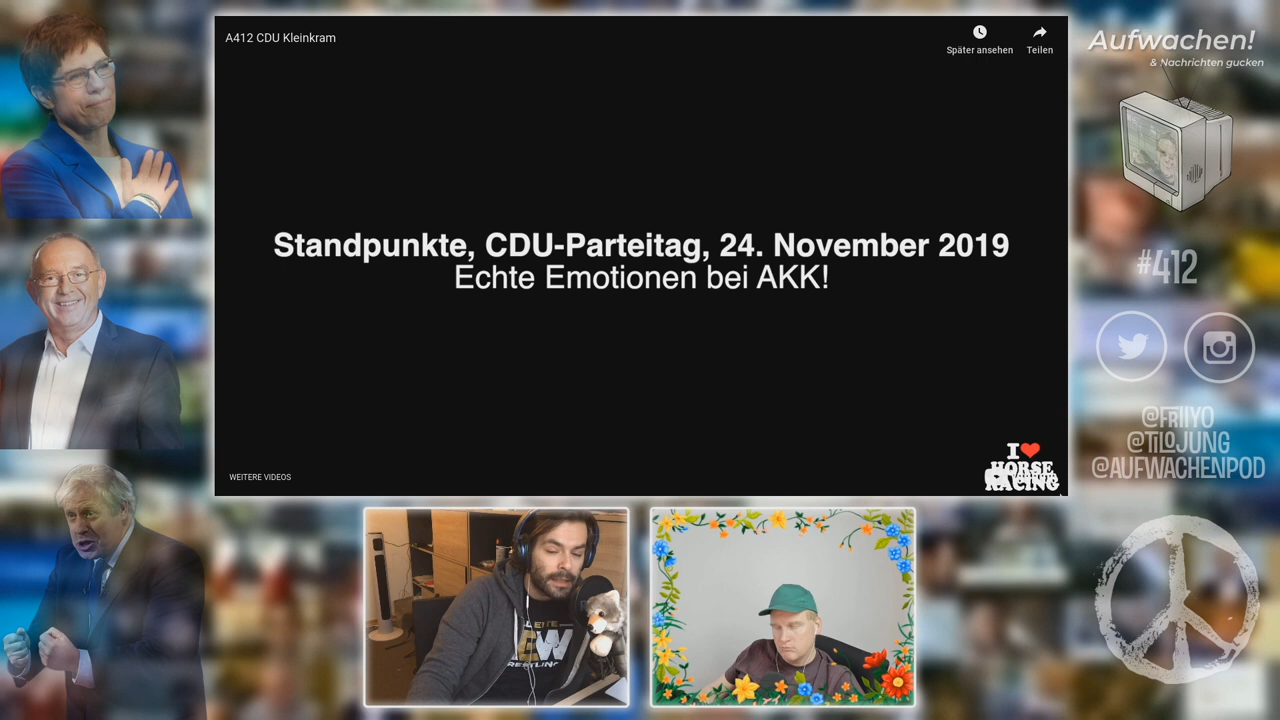 A412 CDU Kleinkram
Später ansehen
Teilen
Aufwachen!
& Nachrichten gucken
Standpunkte, CDU-Parteitag, 24. November 2019
Echte Emotionen bei AKK!
#412
@FRIIYO
@TILOJUNG
@AUFWACHENPOD
WEITERE VIDEOS
I
HORSE
RACING